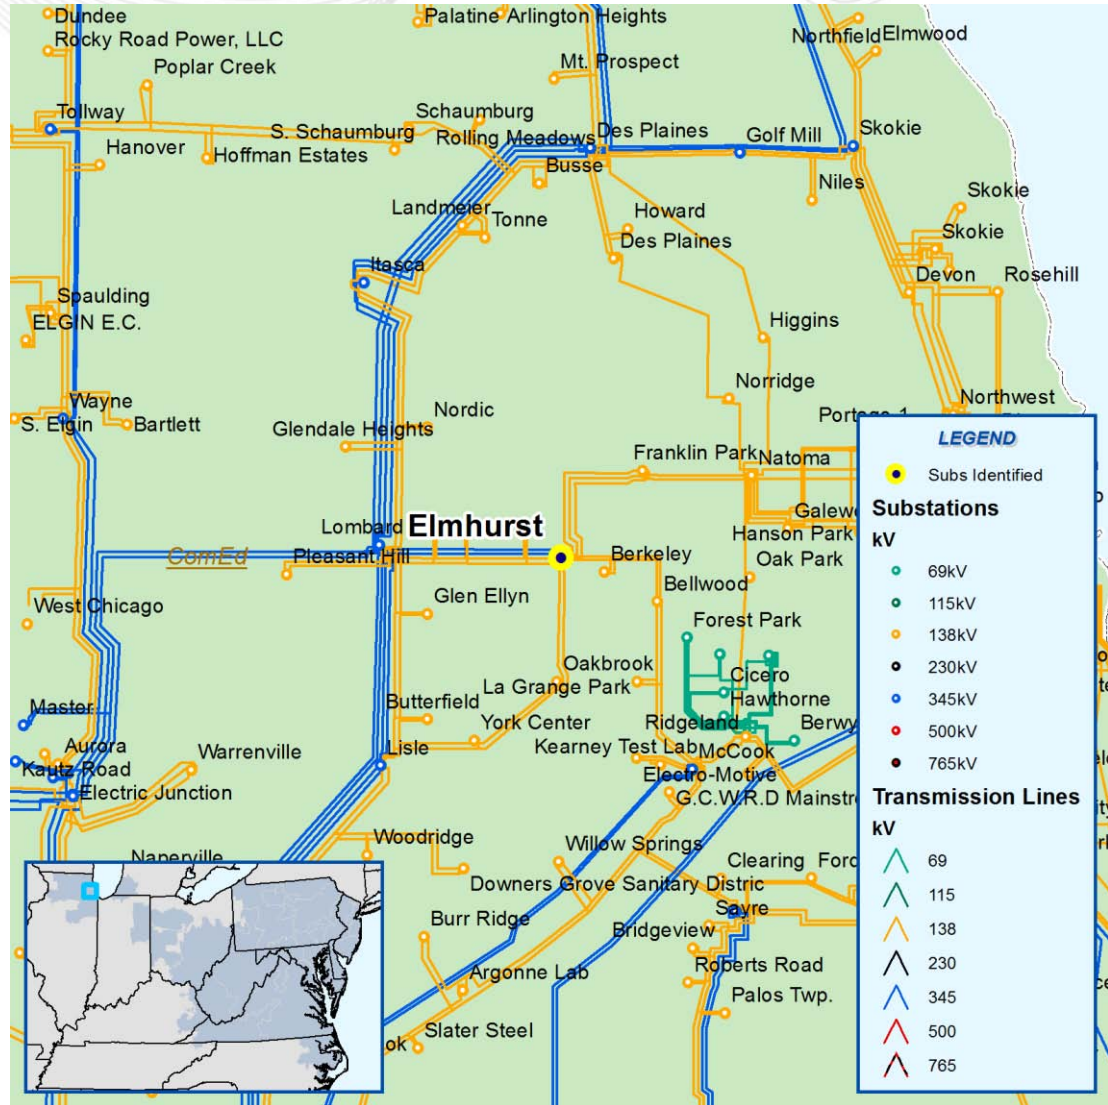 Dundee
Palatine Arlington Heights
Rocky Road Power, LLC
Northfield
Elmwood
Poplar Creek
Mt. Prospect
Tollway
Schaumburg
S. Schaumburg
Rolling Meadows
Des Plaines
Golf Mill
Skokie
Hanover
Hoffman Estates
Busse
Niles
Skokie
Landmeier
Tonne
Howard
Skokie
Des Plaines
Itasca
Devon
Rosehill
Spaulding
ELGIN E.C.
Higgins
Norridge
Wayne
Northwest
S. Elgin
Bartlett
Nordic
Glendale Heights
Franklin Park
Natoma
Lombard
Elmhurst
Hanson Park
ComEd
Pleasant Hill
Berkeley
Oak Park
Bellwood
West Chicago
Glen Ellyn
Forest Park
Oakbrook
Cicero
La Grange Park
Hawthorne
Master
Butterfield
York Center
Ridgeland
Aurora
Warrenville
Lisle
Kearney Test Lab
McCook
Kautz Road
Electro-Motive
Electric Junction
G.C.W.R.D
Woodridge
Willow Springs
Naperville
Clearing
Downers Grove Sanitary Distric
Burr Ridge
Sayre
Bridgeview
Argonne Lab
Roberts Road
Palos Twp.
Slater Steel
ok
LEGEND
Subs Identified
Substations
kV
69kV
115kV
138kV
230kV
345kV
500kV
765kV
Transmission Lines
kV
69
115
138
230
345
500
765